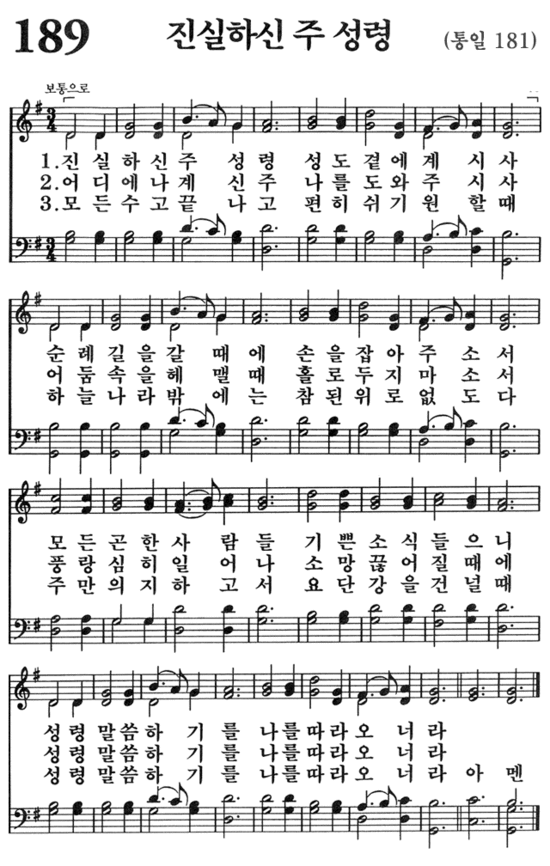 189 진실하신 주 성령 (통일 181)
보통으로
1.진 실 하 신 주 성 령 성 도 곁 에 계 시 사
2.어 디 에 나 계 신 주 나 를 도 와 주 시 사
3.모 든 수 고 끝 나 고 편 히 쉬 기 원 할 때
순 례 길 을 갈 때 에 손 을 잡 아 주 소 서
어 둠 속 을 헤 맬 때 홀 로 두 지 마 소 서
하 늘 나 라 밖 에 는 참 된 위 로 없 도 다
모 든 곤 한 사 람 들 기 쁜 소 식 들 으 니
풍 랑 심 히 일 어 나 소 망 끊 어 질 때 에
주 만 의 지 하 고 서 요 단 강 을 건 널 때
성 령 말 씀 하 기 를 나 를 따 라 오 너 라
성 령 말 씀 하 기 를 나 를 따 라 오 너 라
성 령 말 씀 하 기 를 나 를 따 라 오 너 라 아 멘